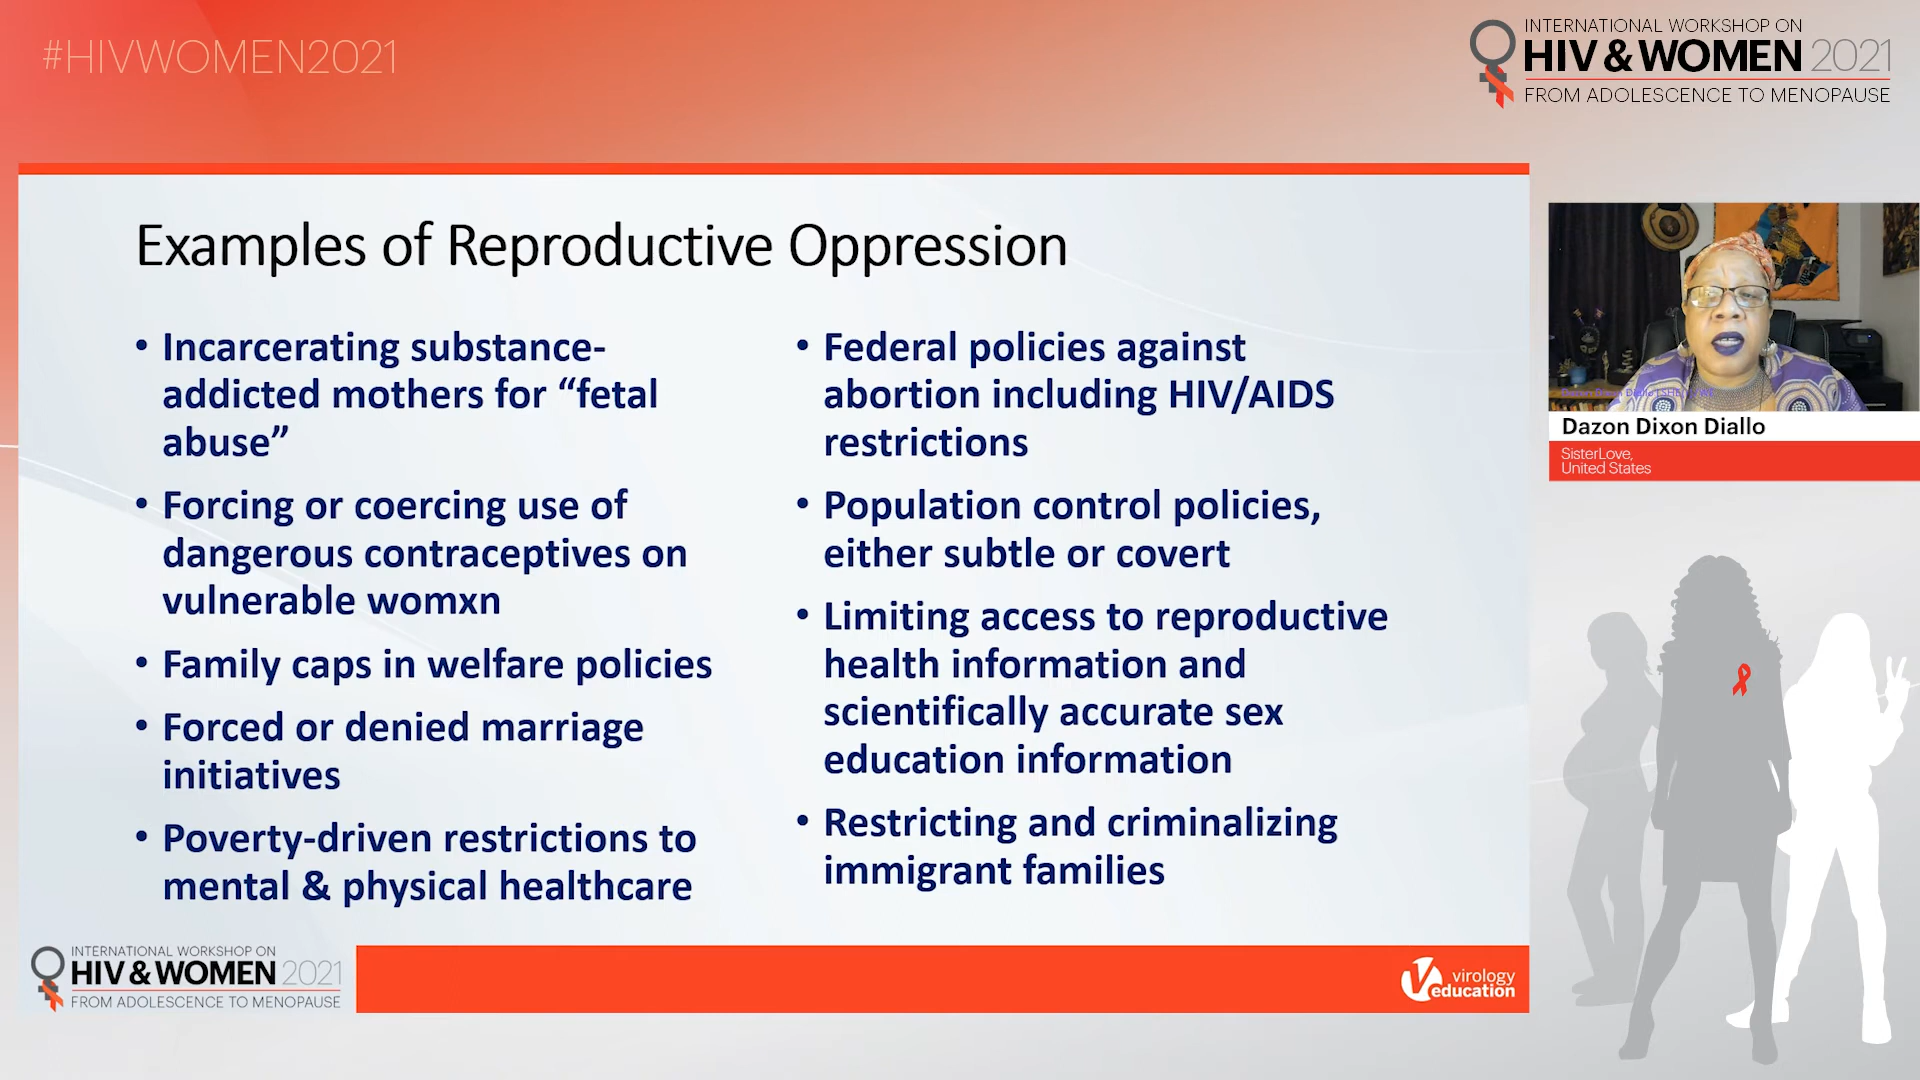 #HIVWOMEN2021
INTERNATIONAL WORKSHOP ON
HIV & WOMEN 2021
FROM ADOLESCENCE TO MENOPAUSE
Examples of Reproductive Oppression
• Incarcerating substance-
addicted mothers for “fetal
abuse”
• Forcing or coercing use of
dangerous contraceptives on
vulnerable womxn
• Family caps in welfare policies
• Forced or denied marriage
initiatives
• Poverty-driven restrictions to
mental & physical healthcare
• Federal policies against
abortion including HIV/AIDS
restrictions
• Population control policies,
either subtle or covert
• Limiting access to reproductive
health information and
scientifically accurate sex
education information
• Restricting and criminalizing
immigrant families
Dazon Dixon Diallo
SisterLove,
United States
INTERNATIONAL WORKSHOP ON
HIV & WOMEN 2021
FROM ADOLESCENCE TO MENOPAUSE
virology
education